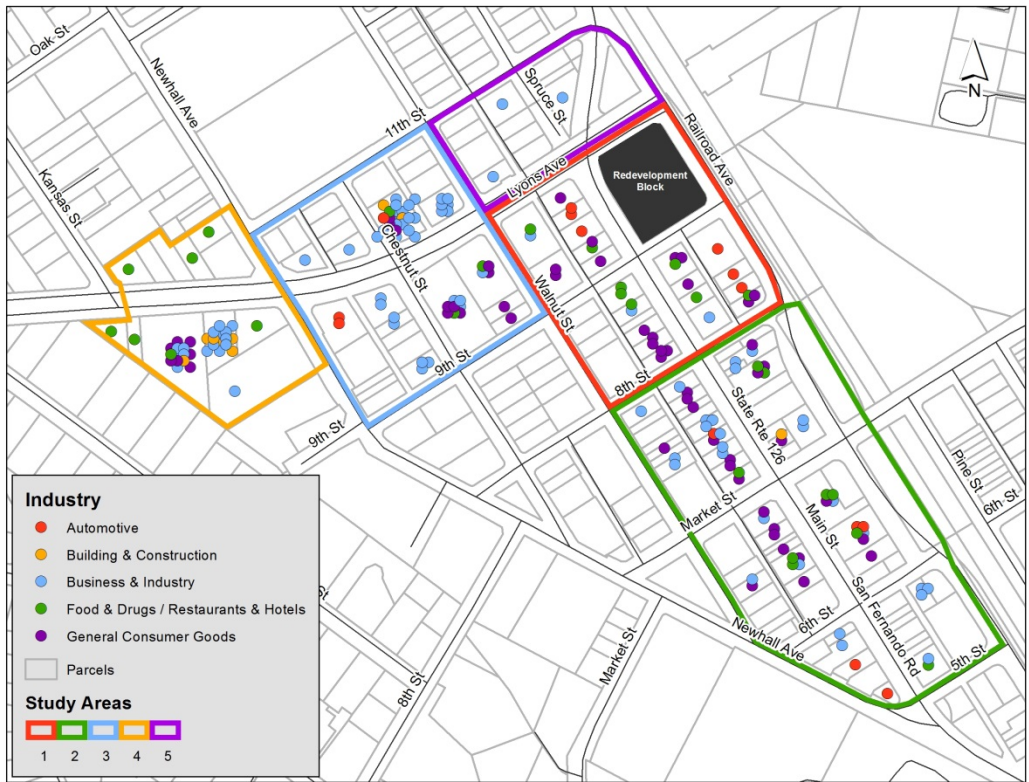 Oak St
Newhall Ave
Kansas St
11th St
Spruce St
Lyons Ave
Railroad Ave
N
Redevelopment
Block
Chestnut St
Walnut St
9th St
9th St
8th St
State Rte 126
Market St
Main St
Pine St
6th St
San Fernando Rd
6th St
5th St
Newhall Ave
Market St
8th St
St
Industry
Automotive
Building & Construction
Business & Industry
Food & Drugs / Restaurants & Hotels
General Consumer Goods
Parcels
Study Areas
1 2 3 4 5